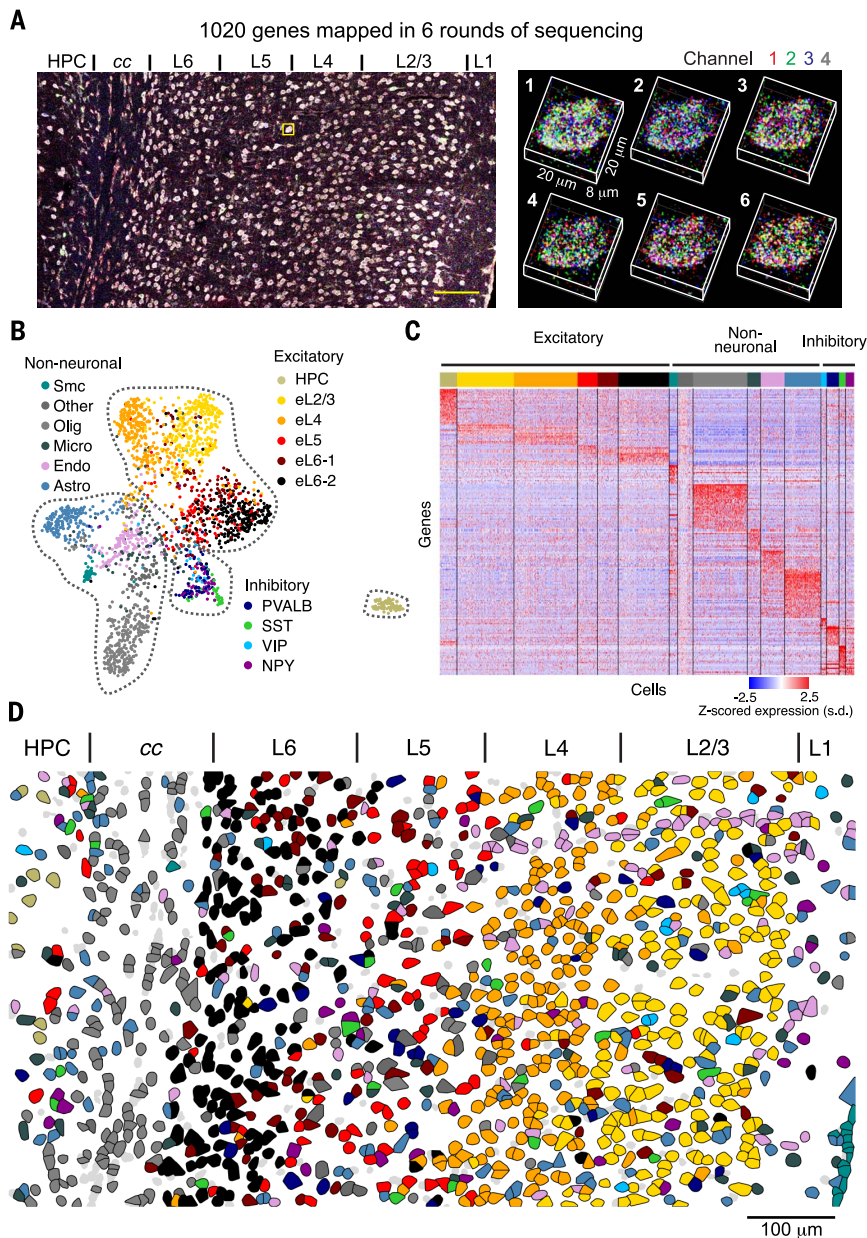 A
1020 genes mapped in 6 rounds of sequencing
HPC cc L6 L5 L4 L2/3 L1
Channel 1 2 3 4
1 2 3
20 μm 8 μm 20 μm
4 5 6
B
Non-neuronal
Smc
Other
Olig
Micro
Endo
Astro
Excitatory
HPC
eL2/3
eL4
eL5
eL6-1
eL6-2
Inhibitory
PVALB
SST
VIP
NPY
C
Excitatory
Non-
neuronal
Inhibitory
Genes
Cells
-2.5 2.5
Z-scored expression (s.d.)
D
HPC cc L6 L5 L4 L2/3 L1
100 μm